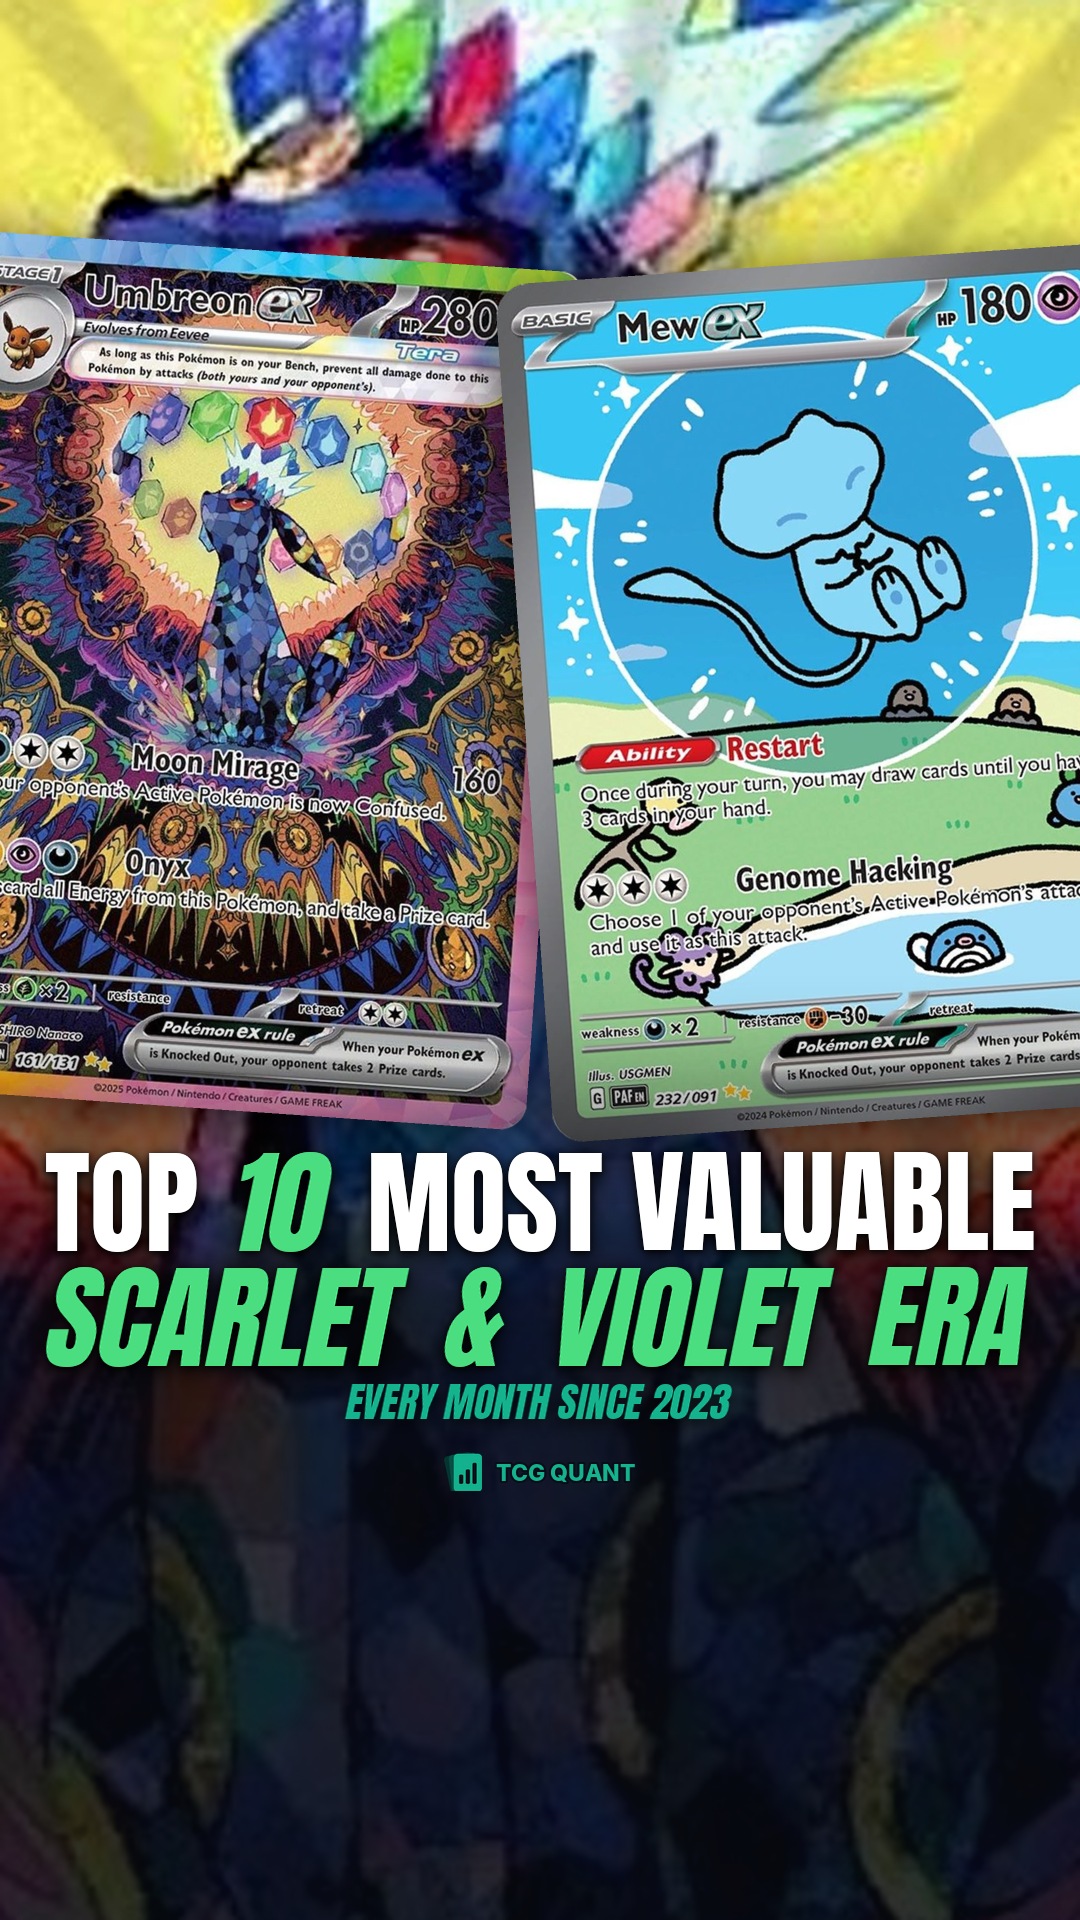 STAGE1
Umbreon ex
HP 280
Evolves from Eevee
Tera
As long as this Pokémon is on your Bench, prevent all damage done to this
Pokémon by attacks (both yours and your opponent's).
Moon Mirage
160
opponent's Active Pokémon is now Confused.
Onyx
all Energy from this Pokémon, and take a Prize card.
×2
resistance
retreat
Nanaco
161/131
Pokémon ex rule
When your Pokémon ex
is Knocked Out, your opponent takes 2 Prize cards.
©2025 Pokémon / Nintendo / Creatures / GAME FREAK
BASIC
Mew ex
HP 180
Ability
Restart
Once during your turn, you may draw cards until you
3 cards in your hand.
Genome Hacking
Choose 1 of your opponent's Active Pokémon's
and use it as this attack.
weakness ×2
resistance -30
retreat
Illus. USGMEN
G PAF EN 232/091
Pokémon ex rule
When your
is Knocked Out, your opponent takes 2 Prize cards
©2024 Pokémon / Nintendo / Creatures / GAME FREAK
TOP 10 MOST VALUABLE
SCARLET & VIOLET ERA
EVERY MONTH SINCE 2023
TCG QUANT